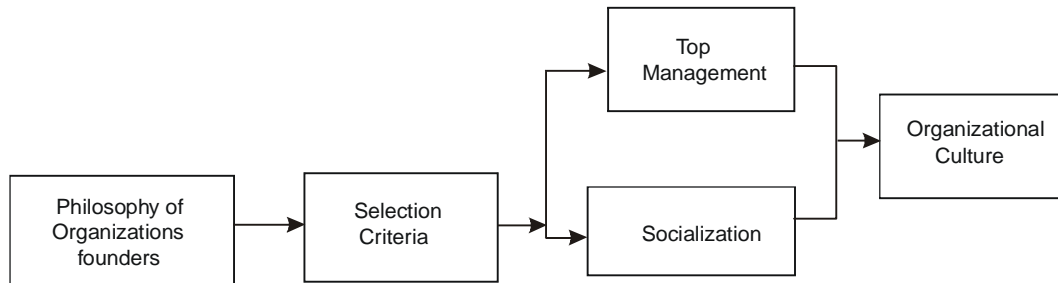 Philosophy of
Organizations
founders
Selection
Criteria
Top
Management
Socialization
Organizational
Culture